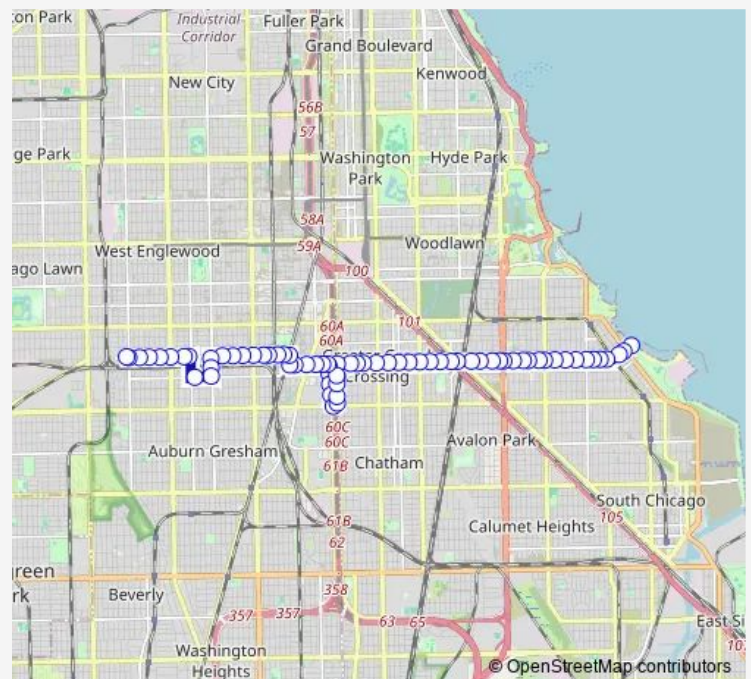 ton Park
Industrial
Corridor
Fuller Park
Grand Boulevard
New City
Kenwood
56B
57
ge Park
Washington
Park
Hyde Park
58A
59A
West Englewood
Woodlawn
ago Lawn
100
60A
60A
101
Crossing
60C
60C
61B
Auburn Gresham
Chatham
Avalon Park
South Chicago
105
61B
62
Calumet Heights
green
rk
Beverly
358
357
357
63
65
East Si
Washington
Heights
© OpenStreetMap contributors